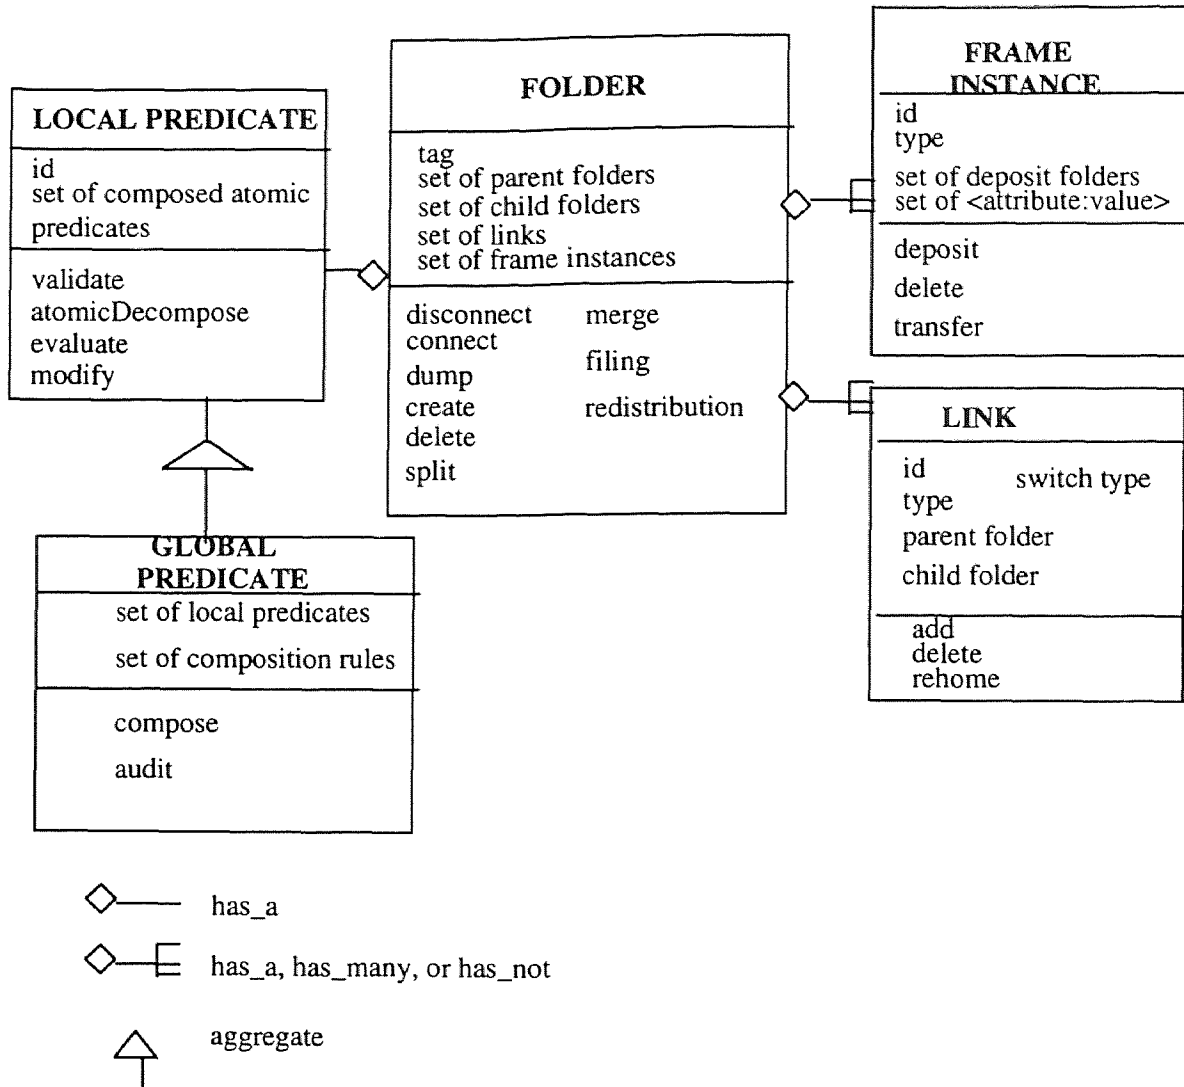 LOCAL PREDICATE
id
set of composed atomic
predicates
validate
atomicDecompose
evaluate
modify
FOLDER
tag
set of parent folders
set of child folders
set of links
set of frame instances
disconnect
connect
dump
create
delete
split
merge
filing
redistribution
FRAME
INSTANCE
id
type
set of deposit folders
set of <attribute:value>
deposit
delete
transfer
LINK
id
type
switch type
parent folder
child folder
add
delete
rehome
GLOBAL
PREDICATE
set of local predicates
set of composition rules
compose
audit
has_a
has_a, has_many, or has_not
aggregate